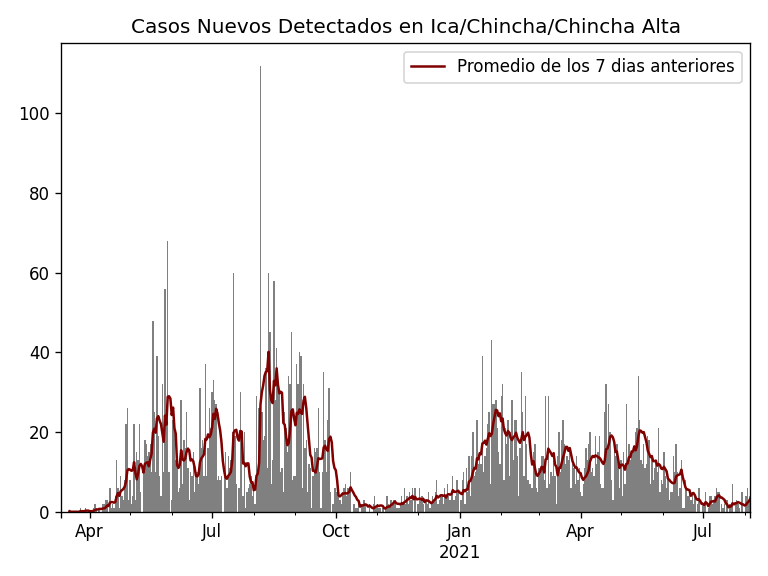 Casos Nuevos Detectados en Ica/Chincha/Chincha Alta
Promedio de los 7 dias anteriores
100
80
60
40
20
0
Apr Jul Oct Jan Apr Jul
2021